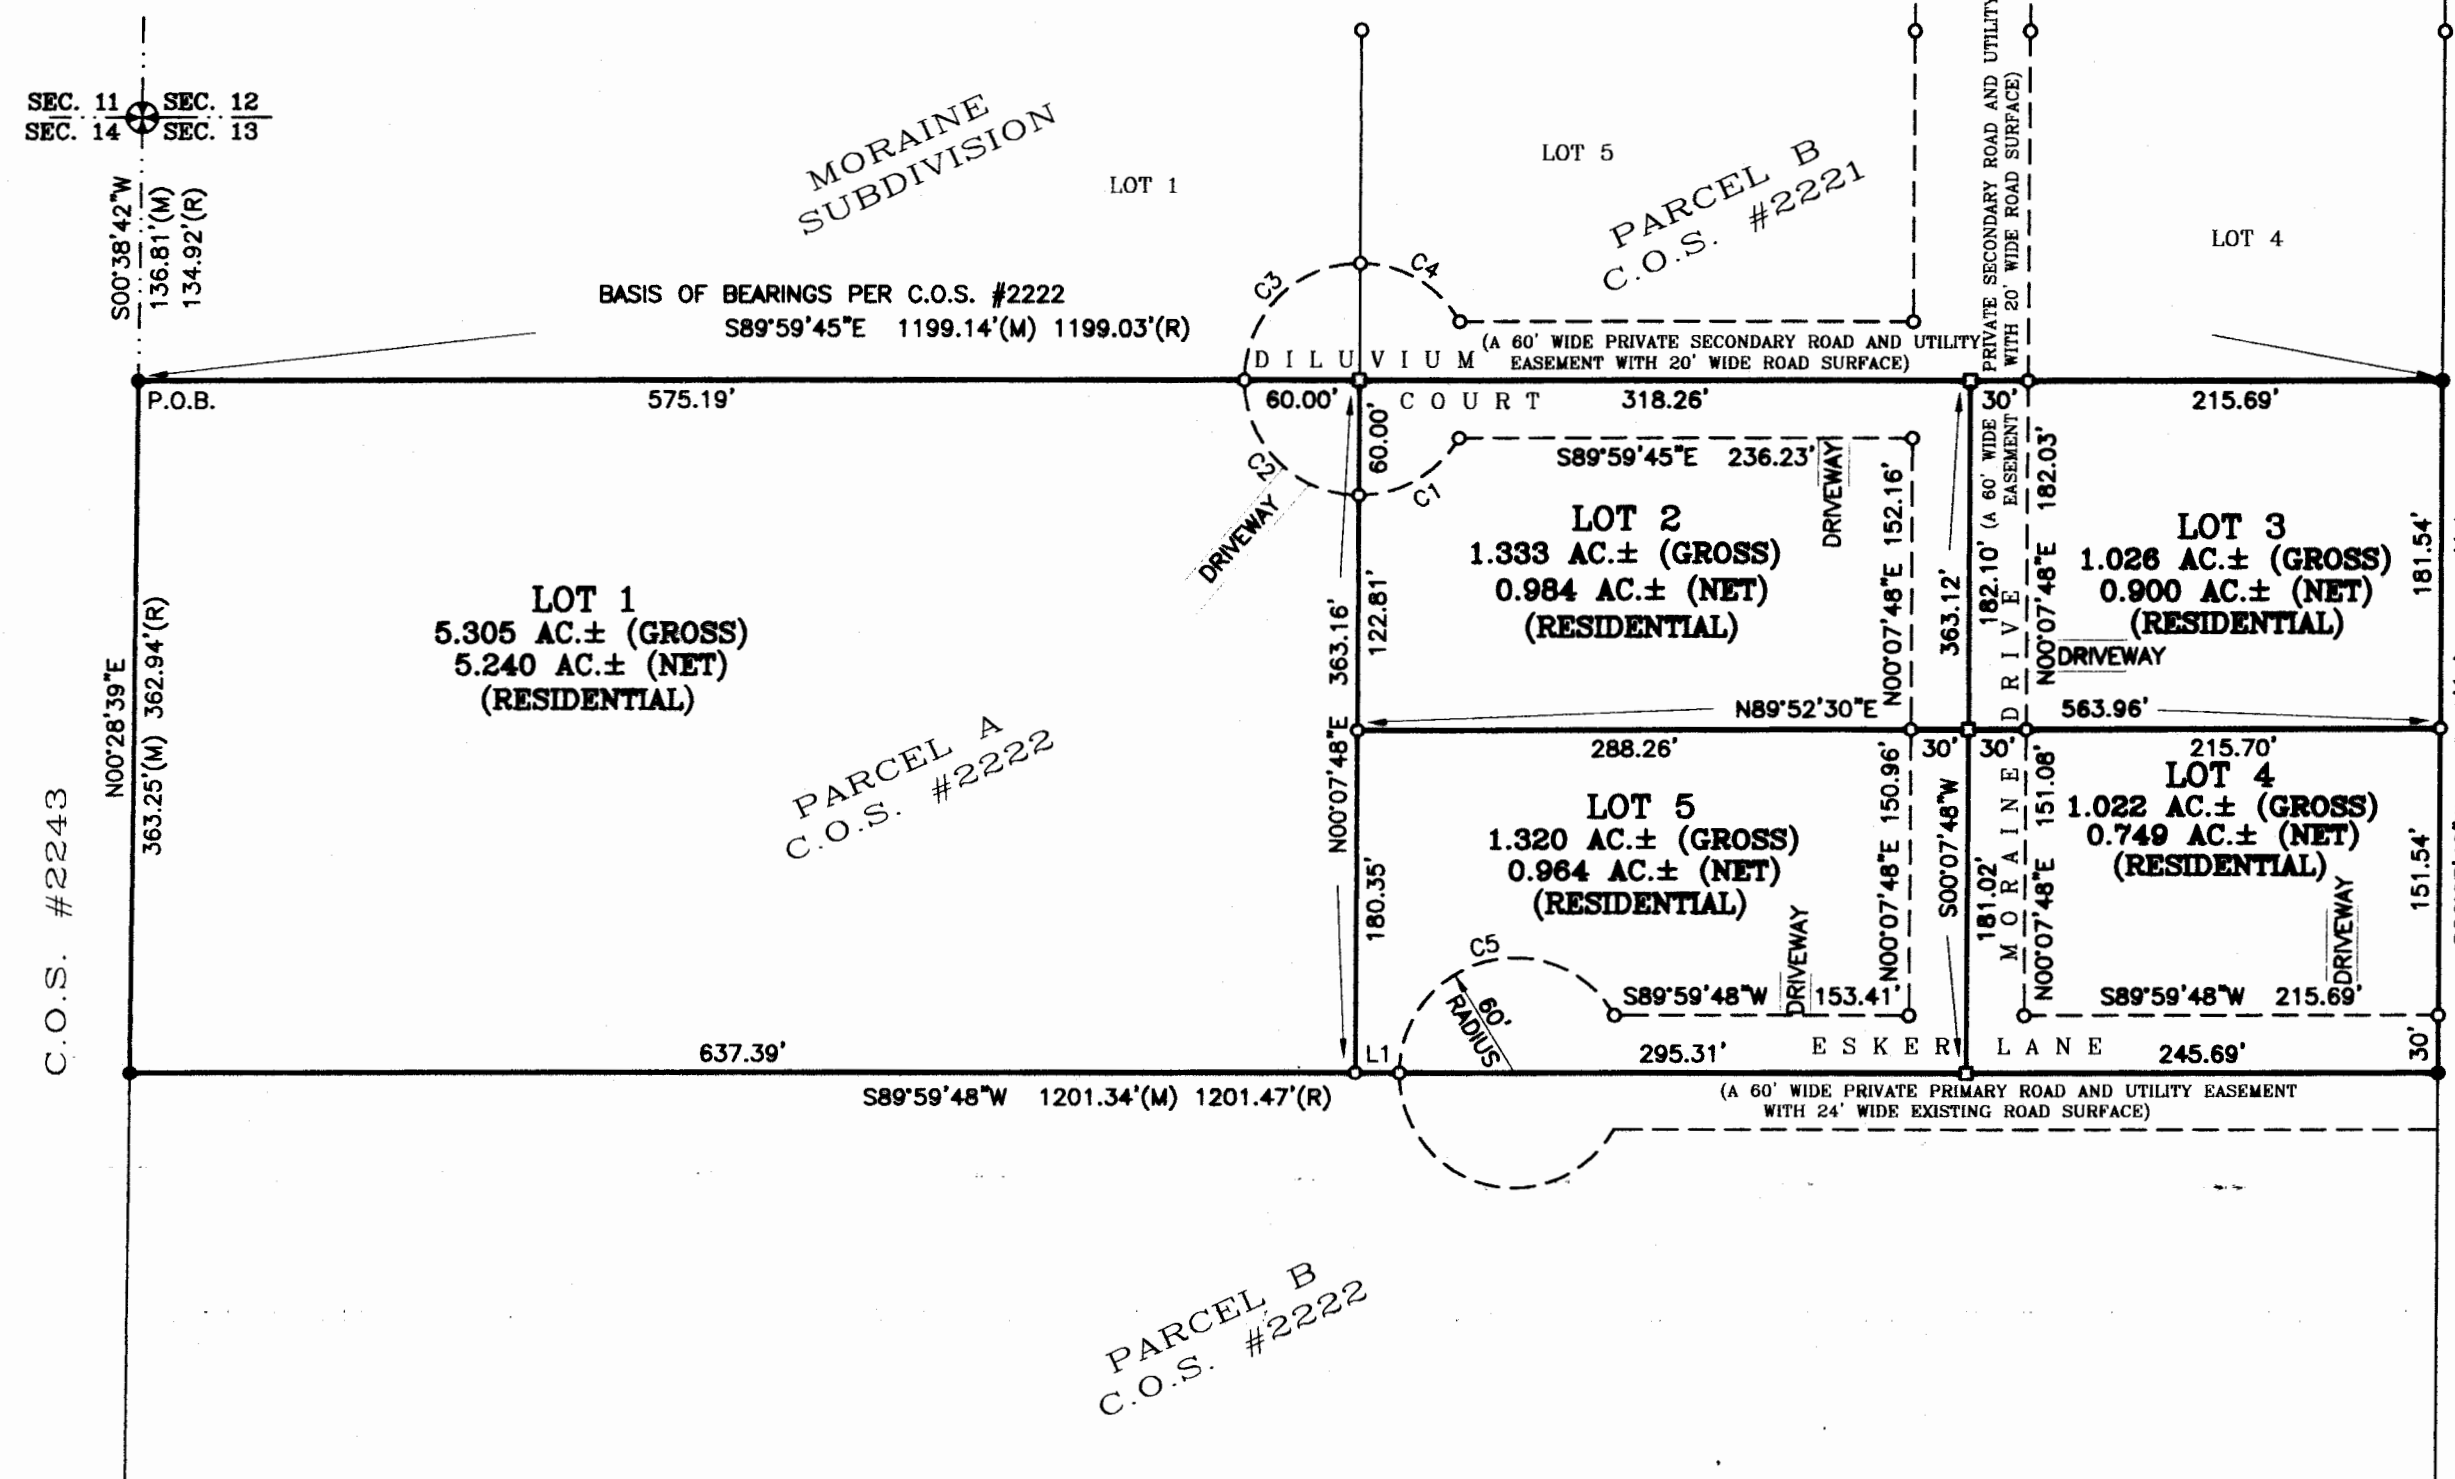 SEC. 11 SEC. 12
SEC. 14 SEC. 13
S00°38'42"W
136.81'(M)
134.92'(R)
MORAINE
SUBDIVISION
LOT 1
LOT 5
PARCEL B
C.O.S. #2221
PRIVATE SECONDARY ROAD AND UTILITY
WITH 20' WIDE ROAD SURFACE)
LOT 4
BASIS OF BEARINGS PER C.O.S. #2222
S89°59'45"E 1199.14'(M) 1199.03'(R)
C3
C4
(A 60' WIDE PRIVATE SECONDARY ROAD AND UTILITY
EASEMENT WITH 20' WIDE ROAD SURFACE)
DILUVIUM
COURT
P.O.B.
575.19'
60.00'
318.26'
30'
215.69'
60.00'
C2
C1
DRIVEWAY
S89°59'45"E 236.23'
DRIVEWAY
N00°07'48"E 152.16'
363.12'
182.10'
(A 60' WIDE
EASEMENT
N00°07'48"E 182.03'
181.54'
LOT 1
5.305 AC.± (GROSS)
5.240 AC.± (NET)
(RESIDENTIAL)
LOT 2
1.333 AC.± (GROSS)
0.984 AC.± (NET)
(RESIDENTIAL)
LOT 3
1.026 AC.± (GROSS)
0.900 AC.± (NET)
(RESIDENTIAL)
DRIVEWAY
N00°28'39"E
363.25'(M) 362.94'(R)
N00°07'48"E 363.16'
122.81'
N89°52'30"E
563.96'
288.26'
30'
30'
215.70'
PARCEL A
C.O.S. #2222
C.O.S. #2243
LOT 5
1.320 AC.± (GROSS)
0.964 AC.± (NET)
(RESIDENTIAL)
LOT 4
1.022 AC.± (GROSS)
0.749 AC.± (NET)
(RESIDENTIAL)
180.35'
N00°07'48"E 150.96'
S00°07'48"W
181.02'
MORAINE DRIVE
N00°07'48"E 151.08'
151.54'
C5
60'
RADIUS
DRIVEWAY
DRIVEWAY
S89°59'48"W 153.41'
S89°59'48"W 215.69'
637.39'
L1
295.31'
ESKER LANE
245.69'
30'
S89°59'48"W 1201.34'(M) 1201.47'(R)
(A 60' WIDE PRIVATE PRIMARY ROAD AND UTILITY EASEMENT
WITH 24' WIDE EXISTING ROAD SURFACE)
PARCEL B
C.O.S. #2222